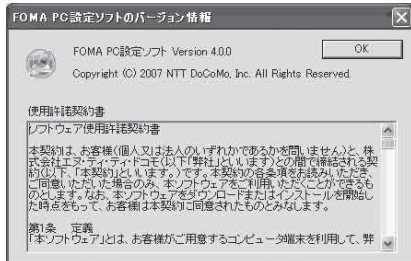 FOMA PC設定ソフトのバージョン情報
FOMA PC設定ソフト Version 4.0.0
OK
Copyright (C) 2007 NTT DoCoMo, Inc. All Rights Reserved.
使用許諾契約書
ソフトウェア使用許諾契約書
本契約は、お客様(個人又は法人のいずれかであるかを問いません)と、株
式会社エヌ・ティ・ティ・ドコモ(以下「弊社」といいます)との間で締結される契
約(以下、「本契約」といいます。)です。本契約の各条項をお読みいただき、
ご同意いただいた場合のみ、本ソフトウェアをご利用いただくことができるも
のとします。なお、本ソフトウェアをダウンロードまたはインストールを開始し
た時点をもって、お客様は本契約に同意されたものとみなします。
第1条 定義
「本ソフトウェア」とは、お客様がご用意するコンピュータ端末を利用して、弊